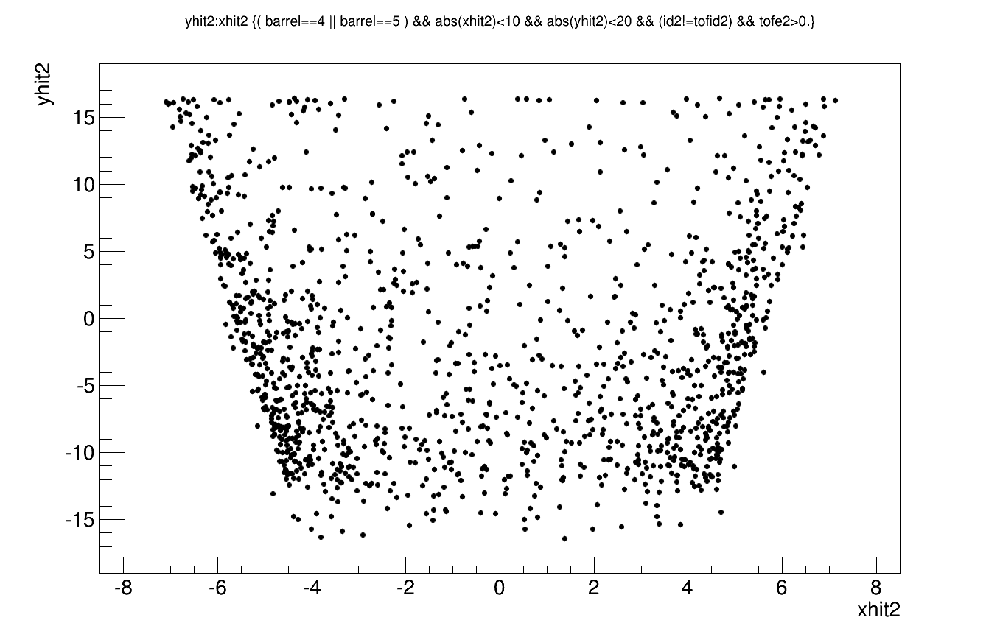 yhit2:xhit2 {( barrel==4 || barrel==5 ) && abs(xhit2)<10 && abs(yhit2)<20 && (id2!=tofid2) && tofe2>0.}
yhit2
15
10
5
0
-5
-10
-15
-8 -6 -4 -2 0 2 4 6 8
xhit2